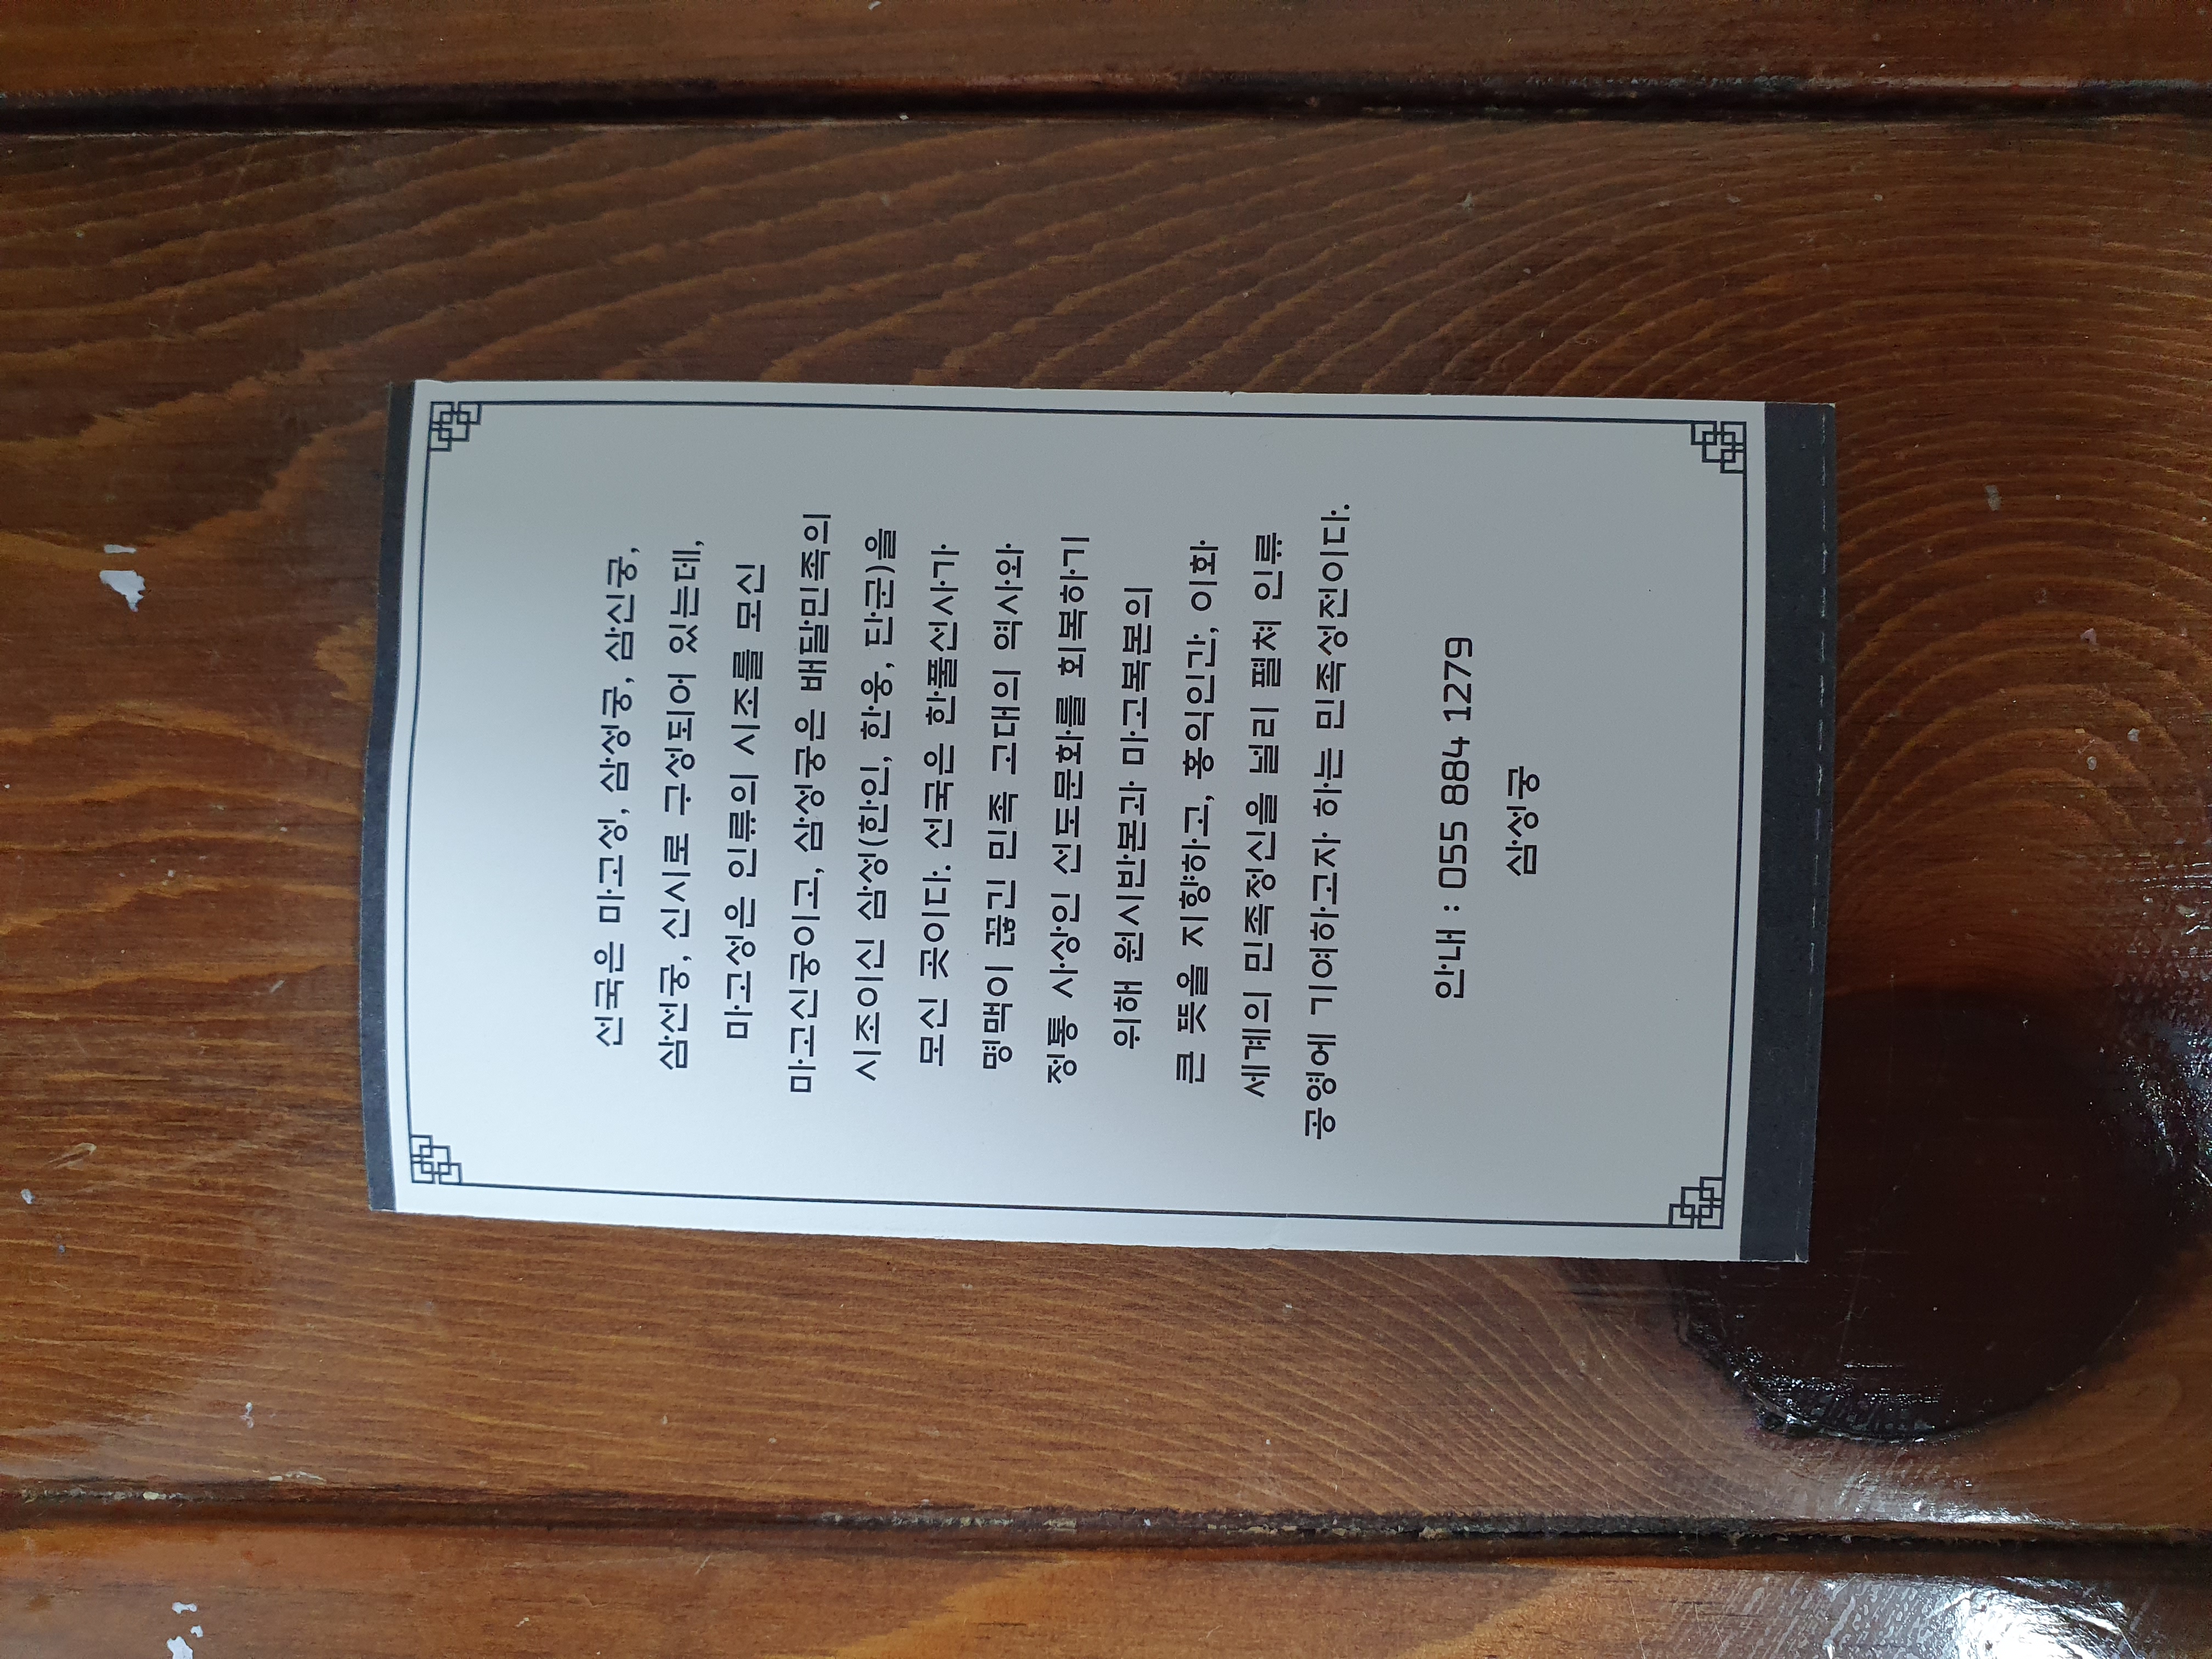 선국은 마고성, 삼성궁, 삼신궁,
삼선궁, 신시로 구성되어 있는데,
마고성은 인류의 시조를 모신
마고신궁이고, 삼성궁은 배달민족의
시조이신 삼성(한인, 한웅, 단군)을
모신 곳이다. 선국은 한풀선사가
명맥이 끊긴 민족 고대의 역사와
정통 사상인 선도문화를 회복하기
위해 원시반본과 마고복본의
큰 뜻을 지향하고, 홍익인간, 이화
세계의 민족정신을 널리 펼쳐 인류
공영에 기여하고자 하는 민족성전이다.
안내 : 055 884 1279
삼성궁